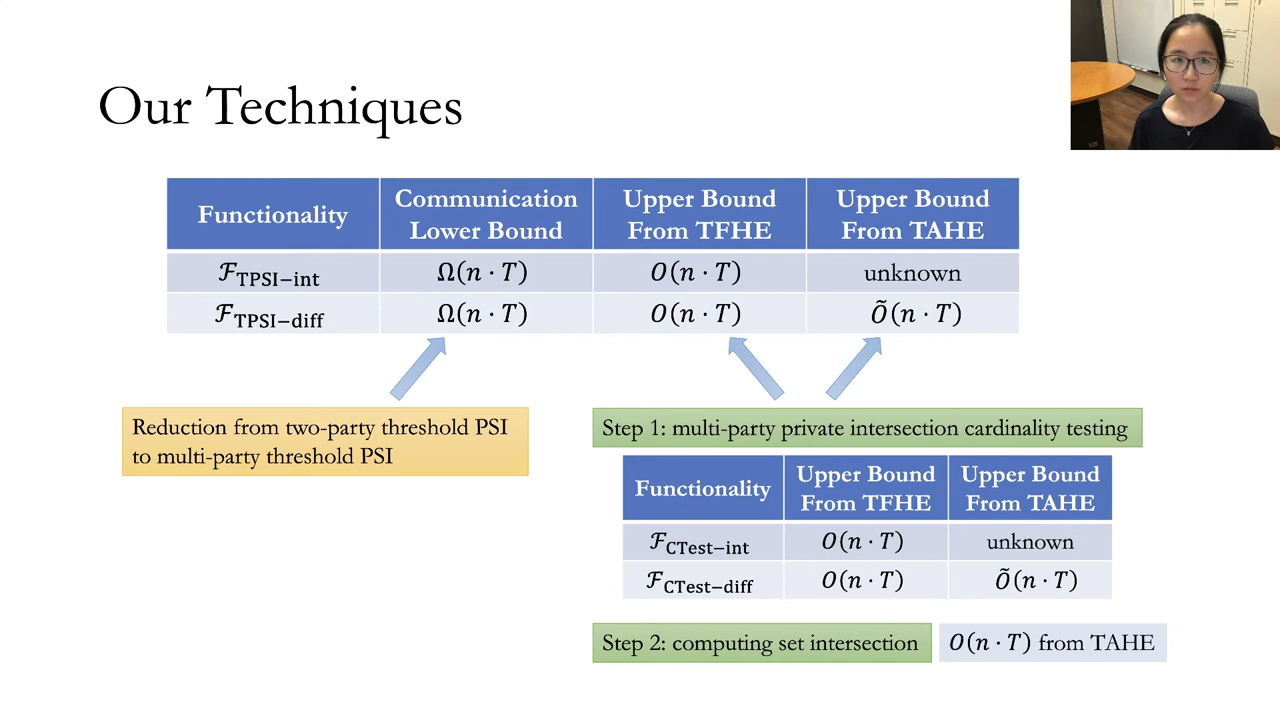 Our Techniques
Functionality
Communication
Lower Bound
Upper Bound
From TFHE
Upper Bound
From TAHE
ℱTPSI−int
Ω(n · T)
O(n · T)
unknown
ℱTPSI−diff
Ω(n · T)
O(n · T)
Õ(n · T)
Reduction from two-party threshold PSI
to multi-party threshold PSI
Step 1: multi-party private intersection cardinality testing
Functionality
Upper Bound
From TFHE
Upper Bound
From TAHE
ℱCTest−int
O(n · T)
unknown
ℱCTest−diff
O(n · T)
Õ(n · T)
Step 2: computing set intersection
O(n · T) from TAHE